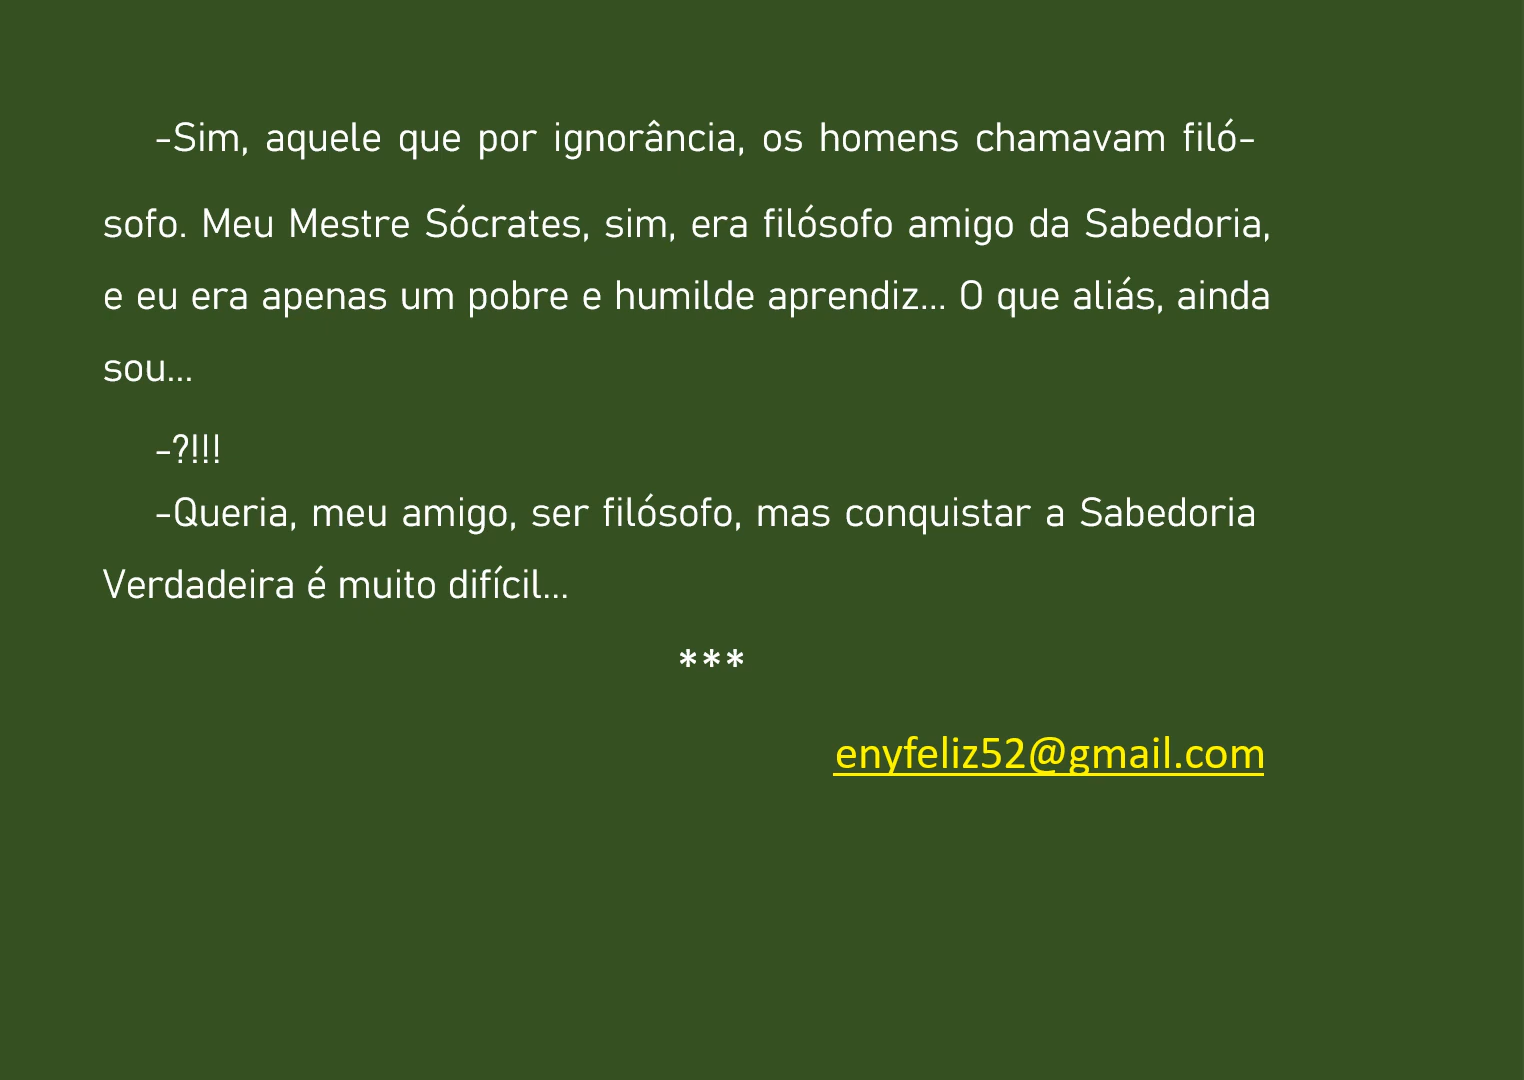 -Sim, aquele que por ignorância, os homens chamavam filó-
sofo. Meu Mestre Sócrates, sim, era filósofo amigo da Sabedoria,
e eu era apenas um pobre e humilde aprendiz... O que aliás, ainda
sou...
-?!!!
-Queria, meu amigo, ser filósofo, mas conquistar a Sabedoria
Verdadeira é muito difícil...
***
enyfeliz52@gmail.com